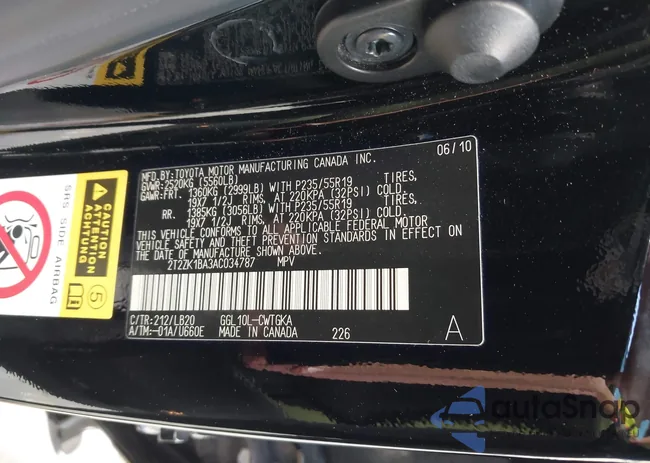 06/10
MFD.BY:TOYOTA MOTOR MANUFACTURING CANADA INC.
GVWR:2520KG (5560LB)
GAWR:FRT. 1360KG (2999LB) WITH P235/55R19 TIRES,
19X7 1/2J RIMS, AT 220KPA (32PSI) COLD.
RR. 1385KG (3056LB) WITH P235/55R19 TIRES,
19X7 1/2J RIMS, AT 220KPA (32PSI) COLD.
THIS VEHICLE CONFORMS TO ALL APPLICABLE FEDERAL MOTOR
VEHICLE SAFETY AND THEFT PREVENTION STANDARDS IN EFFECT ON
THE DATE OF MANUFACTURE SHOWN ABOVE.
2T2ZK1BA3AC034787 MPV
C/TR:212/LB20 GGL10L-CWTGKA
A/TM:-01A/U660E MADE IN CANADA 226 A
SRS SIDE AIRBAG
ATTENTION
ACHTUNG
5
autoSnap